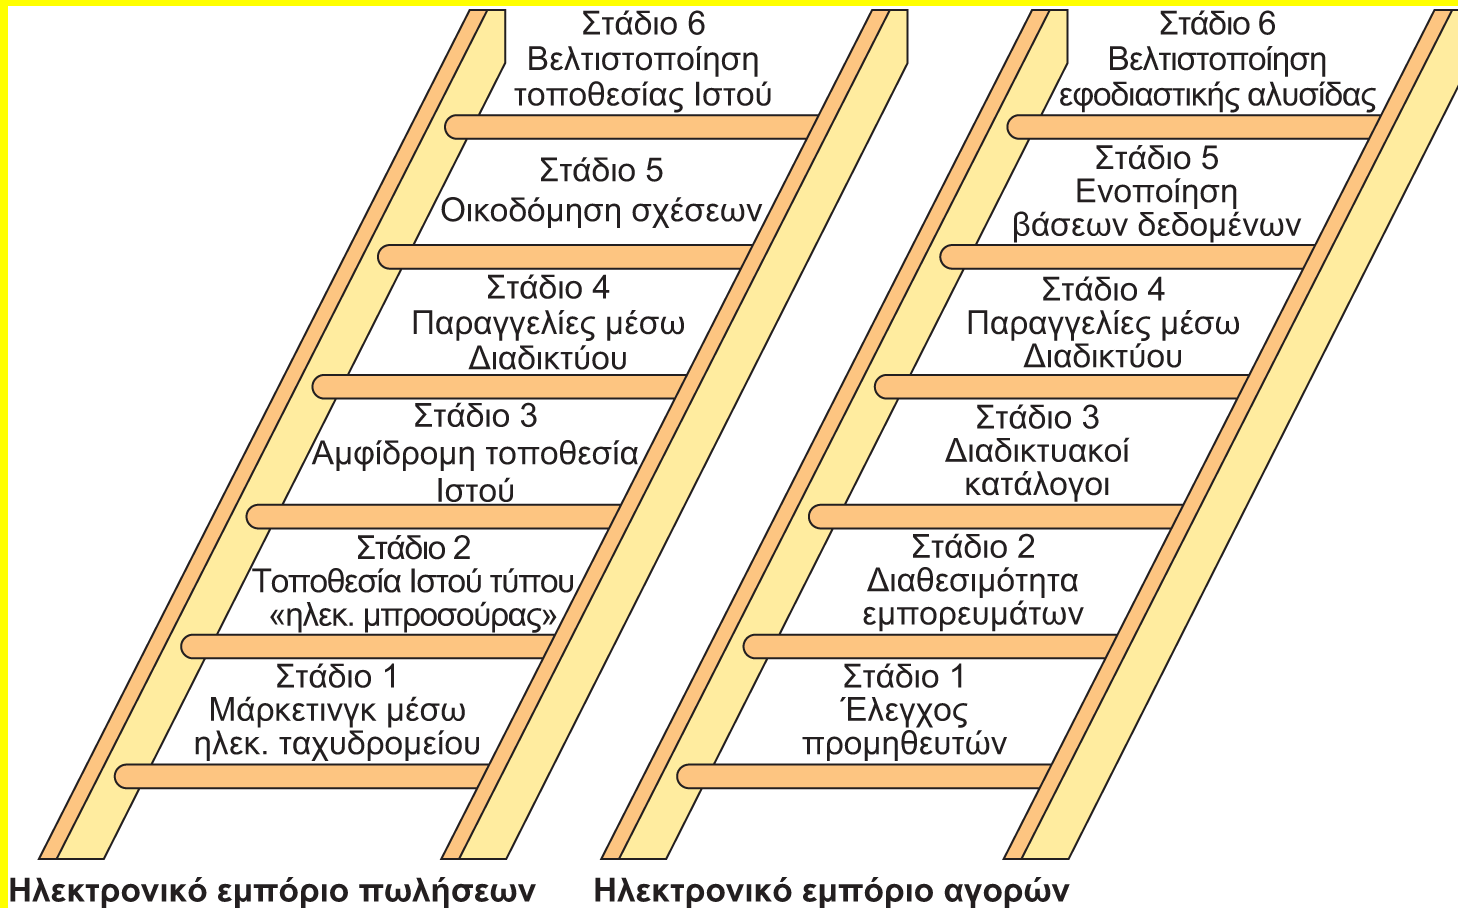 Στάδιο 6
Βελτιστοποίηση
τοποθεσίας Ιστού
Στάδιο 5
Οικοδόμηση σχέσεων
Στάδιο 4
Παραγγελίες μέσω
Διαδικτύου
Στάδιο 3
Αμφίδρομη τοποθεσία
Ιστού
Στάδιο 2
Τοποθεσία Ιστού τύπου
«ηλεκ. μπροσούρας»
Στάδιο 1
Μάρκετινγκ μέσω
ηλεκ. ταχυδρομείου
Ηλεκτρονικό εμπόριο πωλήσεων
Στάδιο 6
Βελτιστοποίηση
εφοδιαστικής αλυσίδας
Στάδιο 5
Ενοποίηση
βάσεων δεδομένων
Στάδιο 4
Παραγγελίες μέσω
Διαδικτύου
Στάδιο 3
Διαδικτυακοί
κατάλογοι
Στάδιο 2
Διαθεσιμότητα
εμπορευμάτων
Στάδιο 1
Έλεγχος
προμηθευτών
Ηλεκτρονικό εμπόριο αγορών